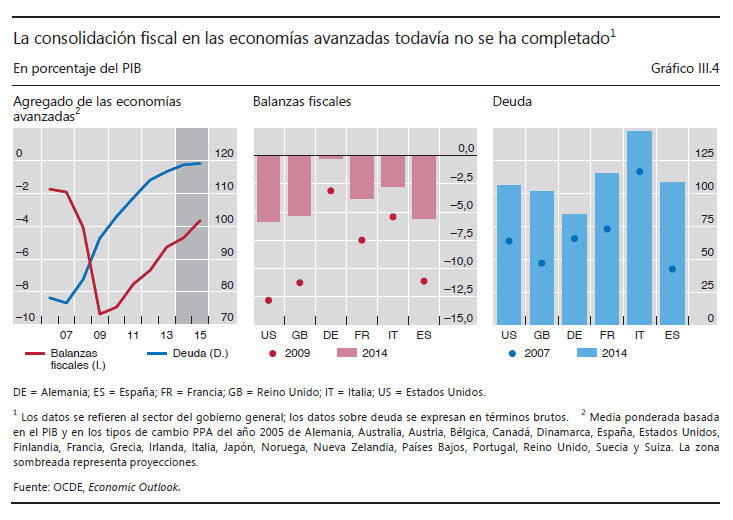 La consolidación fiscal en las economías avanzadas todavía no se ha completado¹
En porcentaje del PIB
Gráfico III.4
Agregado de las economías
avanzadas²
Balanzas fiscales
Deuda
0
–2
–4
–6
–8
–10
120
110
100
90
80
70
07
09
11
13
15
Balanzas
fiscales (I.)
Deuda (D.)
0,0
–2,5
–5,0
–7,5
–10,0
–12,5
–15,0
US
GB
DE
FR
IT
ES
2009
2014
125
100
75
50
25
0
US
GB
DE
FR
IT
ES
2007
2014
DE = Alemania; ES = España; FR = Francia; GB = Reino Unido; IT = Italia; US = Estados Unidos.
¹ Los datos se refieren al sector del gobierno general; los datos sobre deuda se expresan en términos brutos. ² Media ponderada basada
en el PIB y en los tipos de cambio PPA del año 2005 de Alemania, Australia, Austria, Bélgica, Canadá, Dinamarca, España, Estados Unidos,
Finlandia, Francia, Grecia, Irlanda, Italia, Japón, Noruega, Nueva Zelandia, Países Bajos, Portugal, Reino Unido, Suecia y Suiza. La zona
sombreada representa proyecciones.
Fuente: OCDE, Economic Outlook.